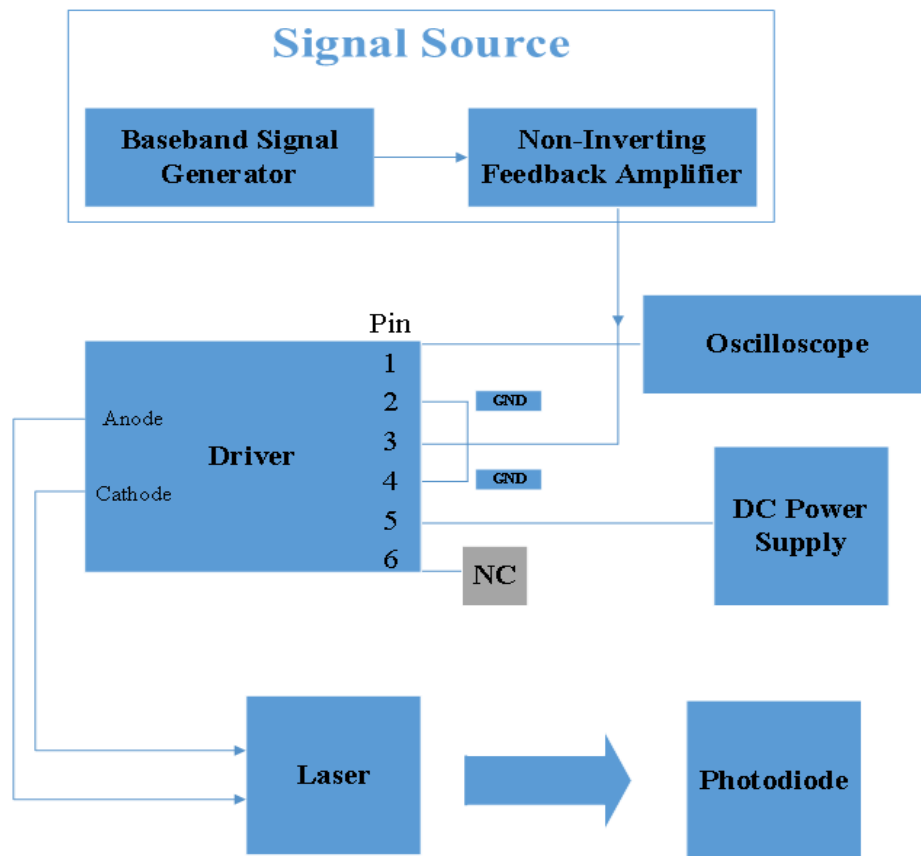 Signal Source
Baseband Signal
Generator
Non-Inverting
Feedback Amplifier
Pin
1
2
3
4
5
6
Oscilloscope
GND
GND
Anode
Driver
Cathode
DC Power
Supply
NC
Laser
Photodiode